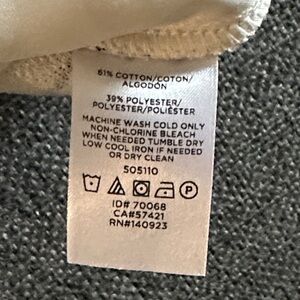 61% COTTON/COTON/
ALGODON
39% POLYESTER/
POLYESTER/POLIÉSTER
MACHINE WASH COLD ONLY
NON-CHLORINE BLEACH
WHEN NEEDED TUMBLE DRY
LOW COOL IRON IF NEEDED
OR DRY CLEAN
505110
P
ID# 70068
CA#57421
RN#140923